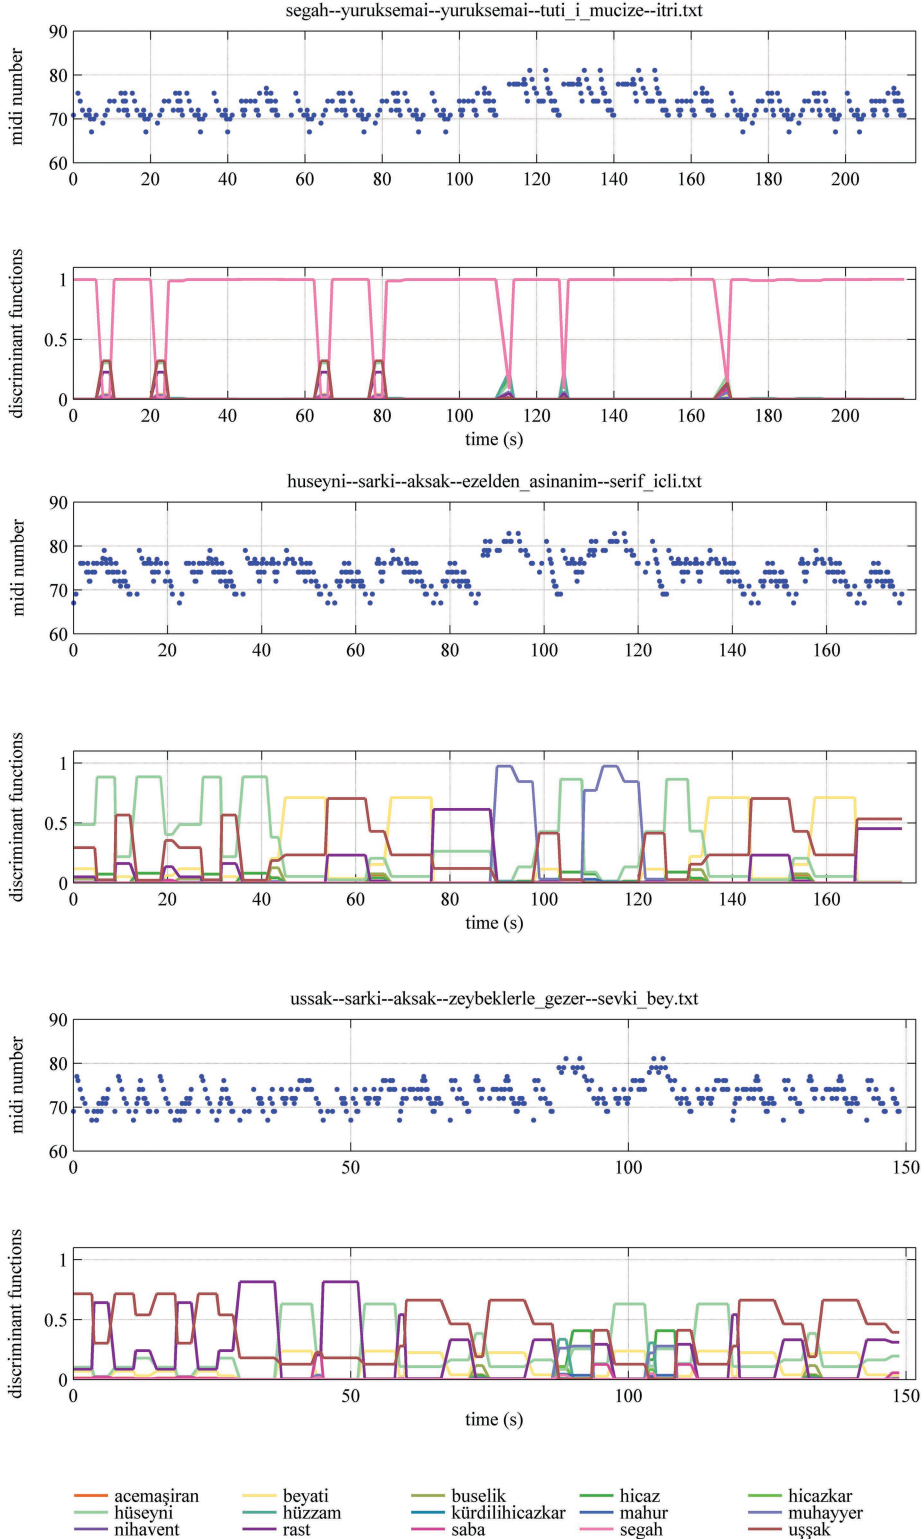 segah--yuruksemai--yuruksemai--tuti_i_mucize--itri.txt
90
80
70
60
midi number
0 20 40 60 80 100 120 140 160 180 200
1
0.5
0
discriminant functions
0 20 40 60 80 100 120 140 160 180 200
time (s)
huseyni--sarki--aksak--ezelden_asinanim--serif_icli.txt
90
80
70
60
midi number
0 20 40 60 80 100 120 140 160
1
0.5
0
discriminant functions
0 20 40 60 80 100 120 140 160
time (s)
ussak--sarki--aksak--zeybeklerle_gezer--sevki_bey.txt
90
80
70
60
midi number
0 50 100 150
1
0.5
0
discriminant functions
0 50 100 150
time (s)
acemaşiran beyati buselik hicaz hicazkar
hüseyni hüzzam kürdilihicazkar mahur muhayyer
nihavent rast saba segah uşşak